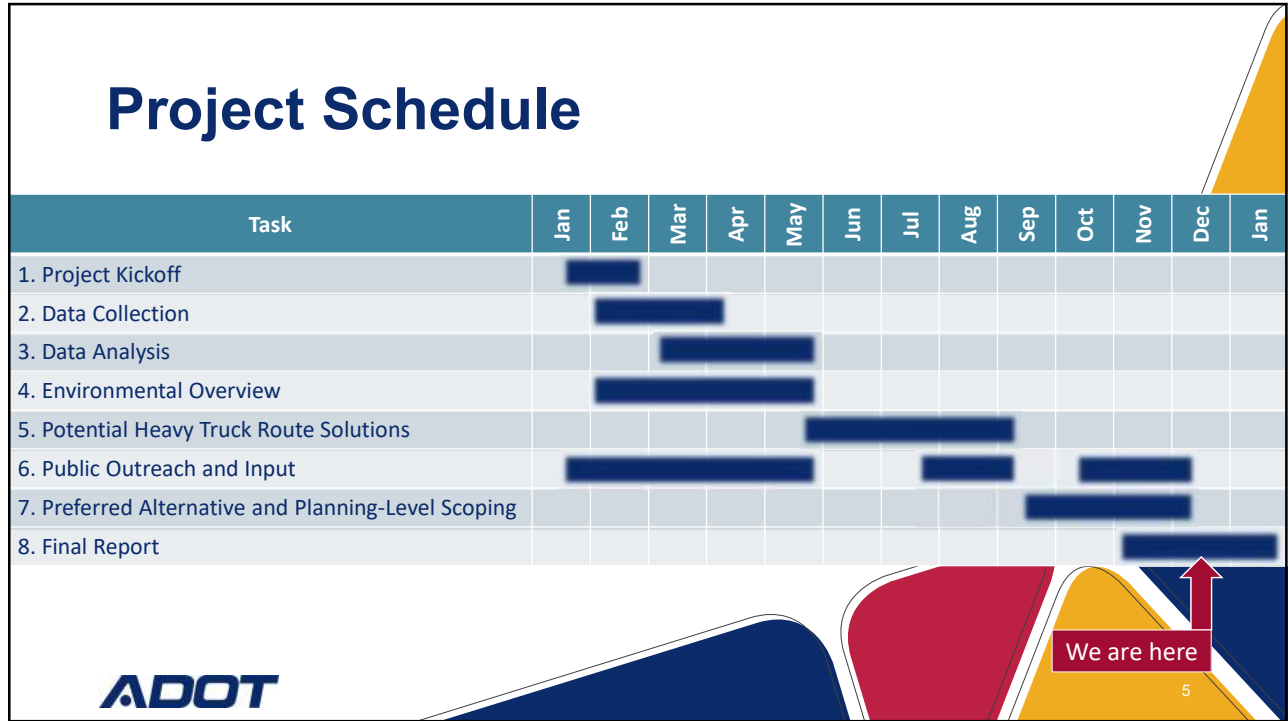 Project Schedule
Task Jan Feb Mar Apr May Jun Jul Aug Sep Oct Nov Dec Jan
1. Project Kickoff
2. Data Collection
3. Data Analysis
4. Environmental Overview
5. Potential Heavy Truck Route Solutions
6. Public Outreach and Input
7. Preferred Alternative and Planning-Level Scoping
8. Final Report
We are here
ADOT
5